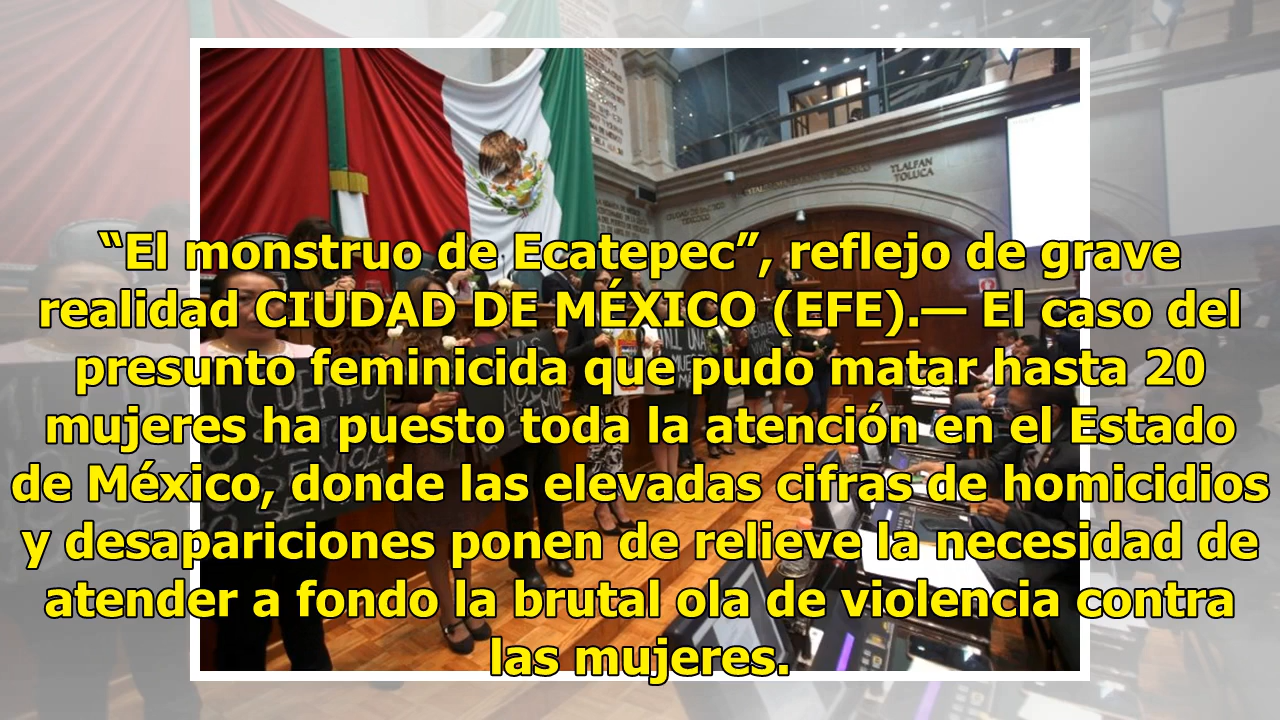 “El monstruo de Ecatepec”, reflejo de grave
realidad CIUDAD DE MÉXICO (EFE).— El caso del
presunto feminicida que pudo matar hasta 20
mujeres ha puesto toda la atención en el Estado
de México, donde las elevadas cifras de homicidios
y desapariciones ponen de relieve la necesidad de
atender a fondo la brutal ola de violencia contra
las mujeres.
TLALPAN
TOLUCA